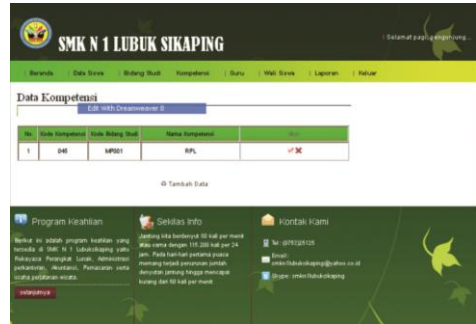 SMK N 1 LUBUK SIKAPING
Selamat pagi, pengunjung...
Beranda | Data Siswa | Bidang Studi | Kompetensi | Guru | Wali Siswa | Laporan | Keluar
Data Kompetensi
Edit With Dreamweaver 8
No Kode Kompetensi Kode Bidang Studi Nama Kompetensi
1 046 MP001 RPL
Tambah Data
Program Keahlian
Berikut ini adalah program keahlian yang
tersedia di SMK N 1 Lubuksikaping yaitu
Rekayasa Perangkat Lunak, Administrasi
perkantoran, Akuntansi, Pemasaran serta
usaha perjalanan wisata.
selanjutnya
Sekilas Info
Jantung kita berdenyut 60 kali per menit
atau sama dengan 115.200 kali per 24
jam. Pada hari-hari pertama puasa
memang terjadi penurunan jumlah
denyutan jantung hingga mencapai
kurang dari 60 kali per menit
Kontak Kami
Tel : (0752)20525
Email :
smkn1lubuksikaping@yahoo.co.id
Skype: smkn1lubuksikaping